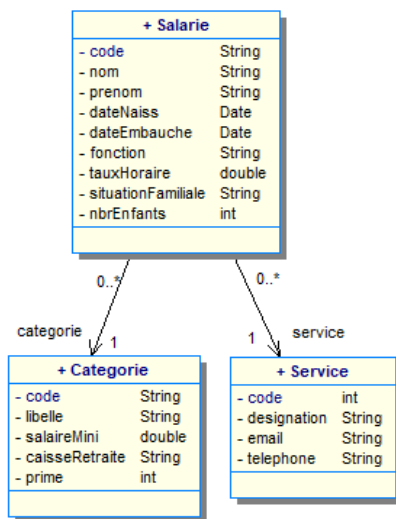 + Salarie
- code String
- nom String
- prenom String
- dateNaiss Date
- dateEmbauche Date
- fonction String
- tauxHoraire double
- situationFamiliale String
- nbrEnfants int
0..* 0..*
categorie 1 1 service
+ Categorie
- code String
- libelle String
- salaireMini double
- caisseRetraite String
- prime int
+ Service
- code int
- designation String
- email String
- telephone String